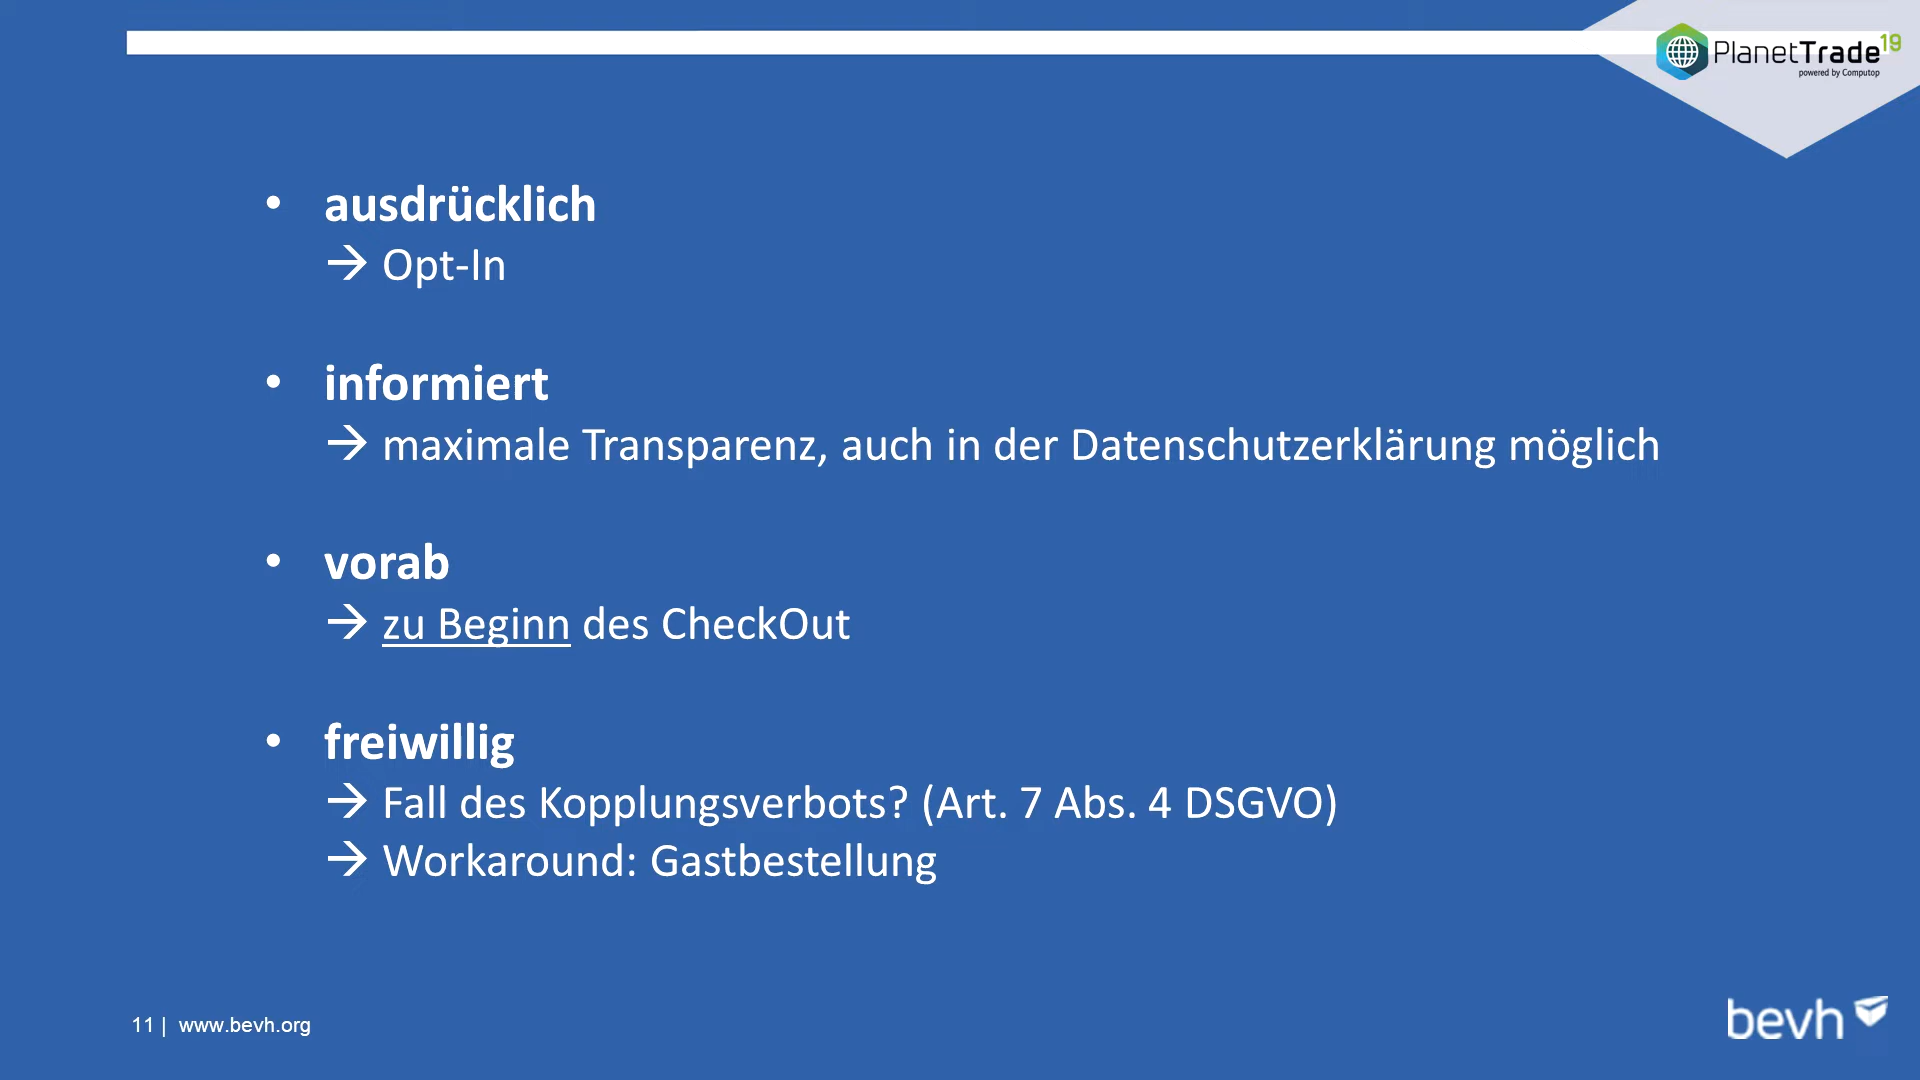 PlanetTrade19
powered by Computop
• ausdrücklich
→ Opt-In
• informiert
→ maximale Transparenz, auch in der Datenschutzerklärung möglich
• vorab
→ zu Beginn des CheckOut
• freiwillig
→ Fall des Kopplungsverbots? (Art. 7 Abs. 4 DSGVO)
→ Workaround: Gastbestellung
11 | www.bevh.org
bevh